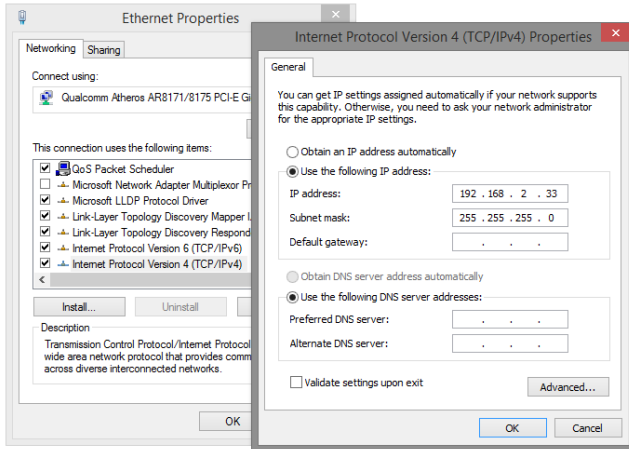 Ethernet Properties
Networking
Sharing
Connect using:
Qualcomm Atheros AR8171/8175 PCI-E Gi
This connection uses the following items:
QoS Packet Scheduler
Microsoft Network Adapter Multiplexor Pr
Microsoft LLDP Protocol Driver
Link-Layer Topology Discovery Mapper I
Link-Layer Topology Discovery Respond
Internet Protocol Version 6 (TCP/IPv6)
Internet Protocol Version 4 (TCP/IPv4)
Install...
Uninstall
Description
Transmission Control Protocol/Internet Protocol
wide area network protocol that provides comm
across diverse interconnected networks.
OK
Internet Protocol Version 4 (TCP/IPv4) Properties
General
You can get IP settings assigned automatically if your network supports
this capability. Otherwise, you need to ask your network administrator
for the appropriate IP settings.
Obtain an IP address automatically
Use the following IP address:
IP address: 192 . 168 . 2 . 33
Subnet mask: 255 . 255 . 255 . 0
Default gateway: . . .
Obtain DNS server address automatically
Use the following DNS server addresses:
Preferred DNS server: . . .
Alternate DNS server: . . .
Validate settings upon exit
Advanced...
OK
Cancel